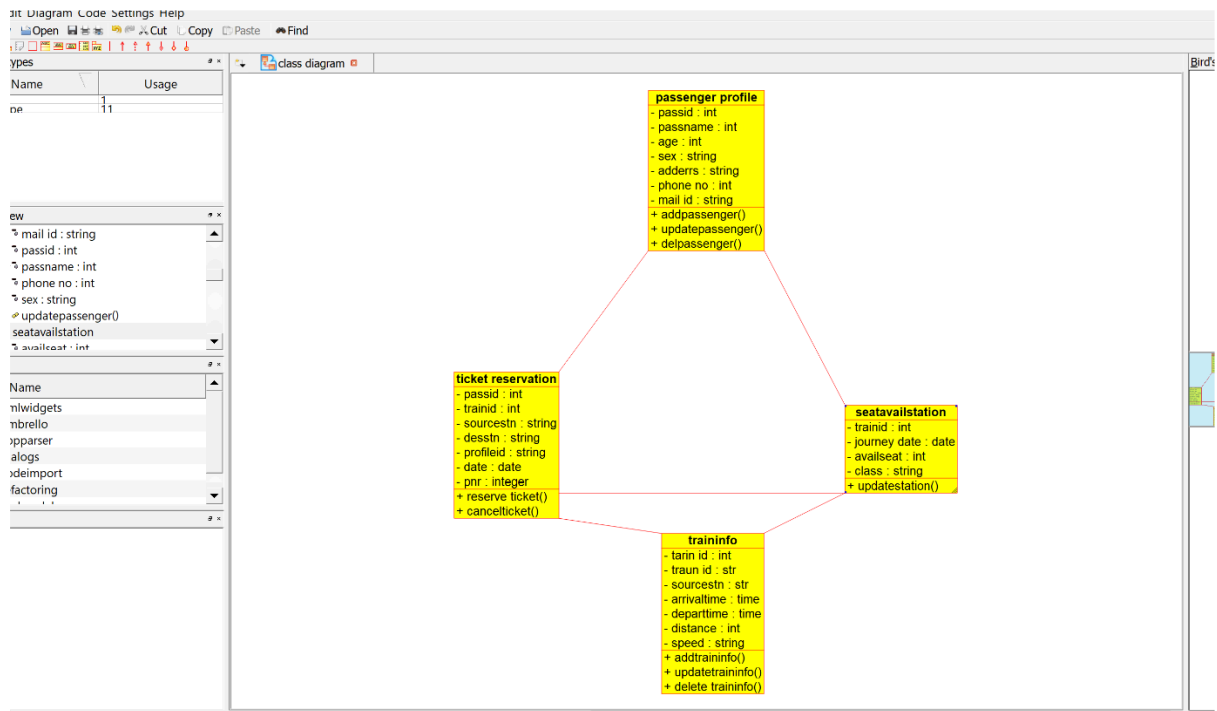 dit Diagram Code Settings Help
Open Cut Copy Paste Find
ypes
class diagram
Bird's
Name Usage
1
pe 11
ew
mail id : string
passid : int
passname : int
phone no : int
sex : string
updatepassenger()
seatavailstation
availseat : int
Name
mlwidgets
mbrello
pparser
alogs
odeimport
factoring
passenger profile
- passid : int
- passname : int
- age : int
- sex : string
- adderrs : string
- phone no : int
- mail id : string
+ addpassenger()
+ updatepassenger()
+ delpassenger()
ticket reservation
- passid : int
- trainid : int
- sourcestn : string
- desstn : string
- profileid : string
- date : date
- pnr : integer
+ reserve ticket()
+ cancelticket()
seatavailstation
- trainid : int
- journey date : date
- availseat : int
- class : string
+ updatestation()
traininfo
- tarin id : int
- traun id : str
- sourcestn : str
- arrivaltime : time
- departtime : time
- distance : int
- speed : string
+ addtraininfo()
+ updatetraininfo()
+ delete traininfo()